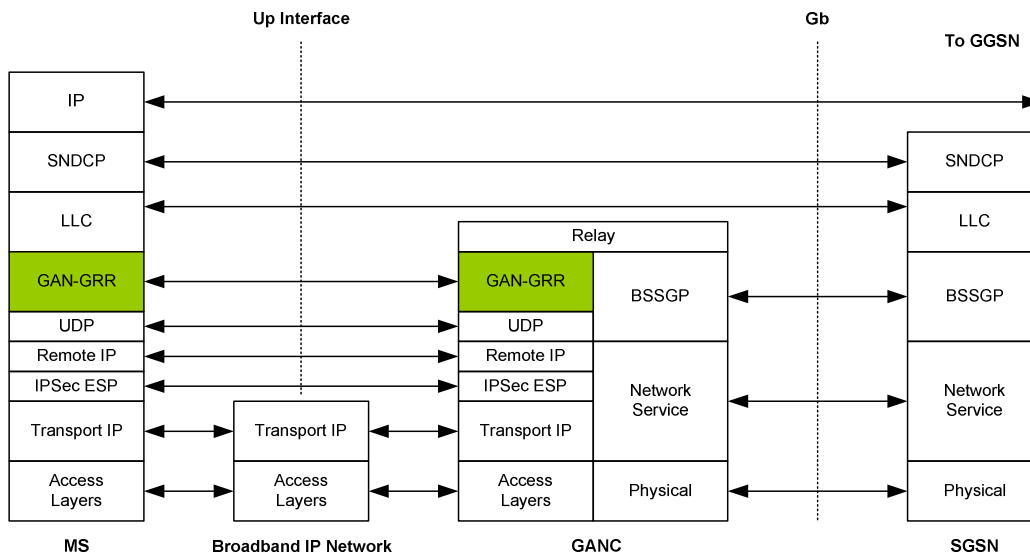 Up Interface
Gb
To GGSN
IP
SNDCP
SNDCP
LLC
LLC
Relay
GAN-GRR
GAN-GRR
BSSGP
BSSGP
UDP
UDP
Remote IP
Remote IP
IPSec ESP
IPSec ESP
Network
Service
Network
Service
Transport IP
Transport IP
Transport IP
Access
Layers
Access
Layers
Access
Layers
Physical
Physical
MS
Broadband IP Network
GANC
SGSN